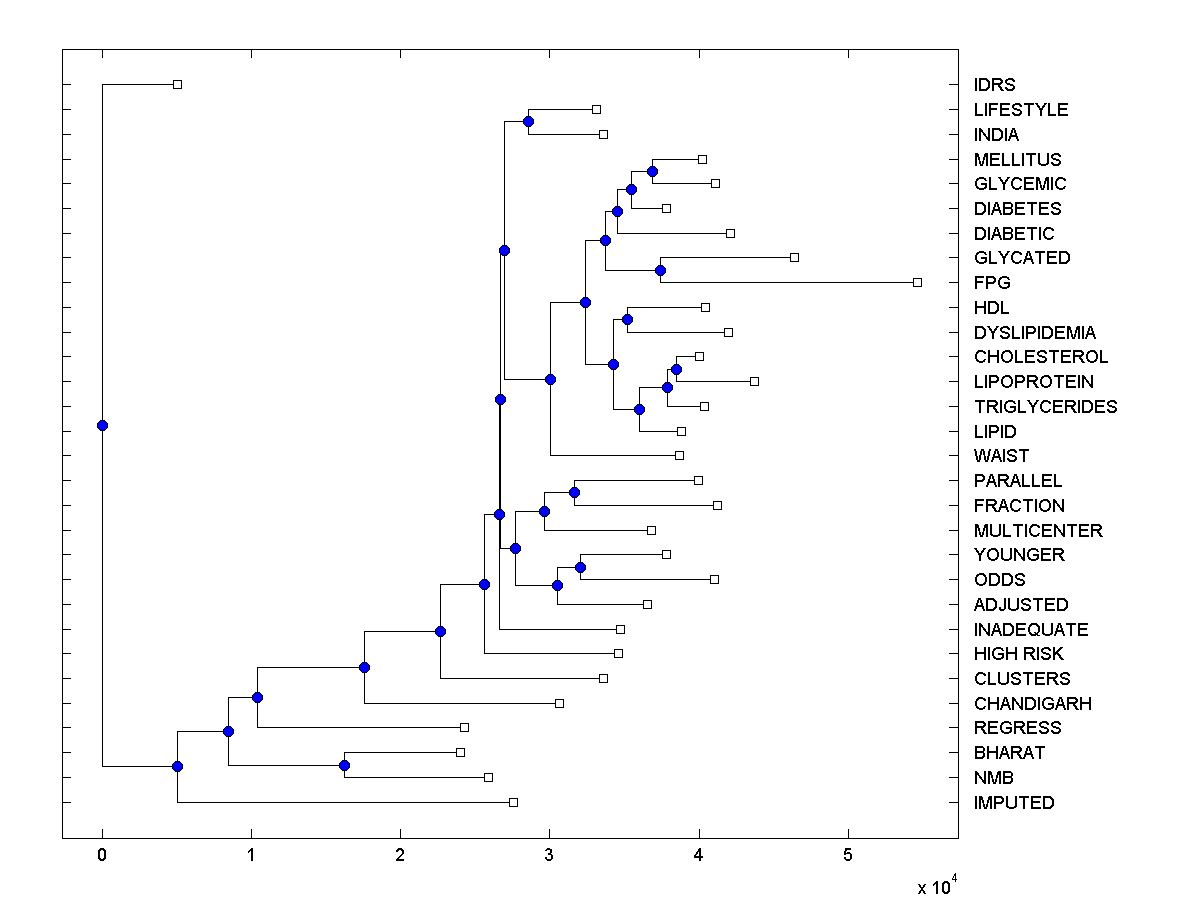 IDRS
LIFESTYLE
INDIA
MELLITUS
GLYCEMIC
DIABETES
DIABETIC
GLYCATED
FPG
HDL
DYSLIPIDEMIA
CHOLESTEROL
LIPOPROTEIN
TRIGLYCERIDES
LIPID
WAIST
PARALLEL
FRACTION
MULTICENTER
YOUNGER
ODDS
ADJUSTED
INADEQUATE
HIGH RISK
CLUSTERS
CHANDIGARH
REGRESS
BHARAT
NMB
IMPUTED
0 1 2 3 4 5
x 10^4